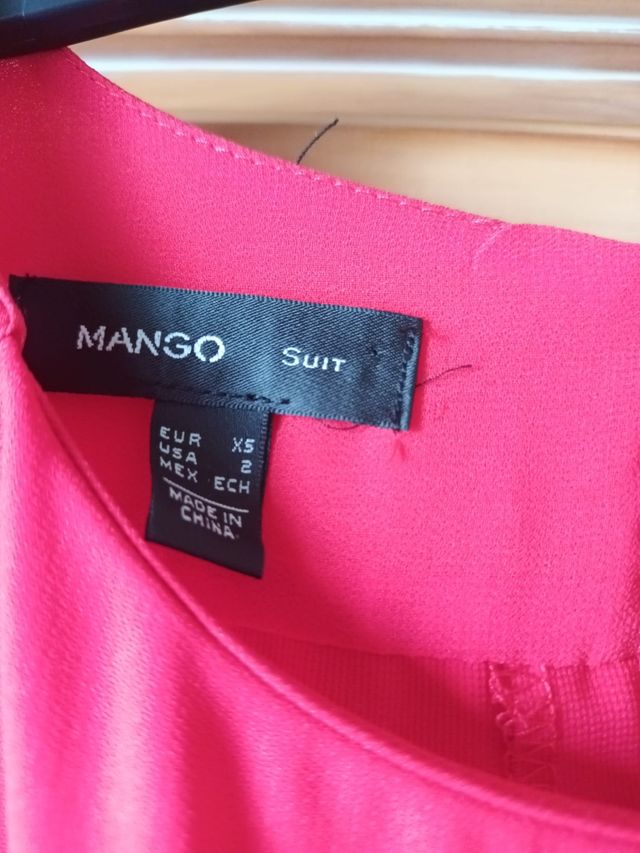 MANGO SUIT
EUR XS
USA 2
MEX ECH
MADE IN
CHINA